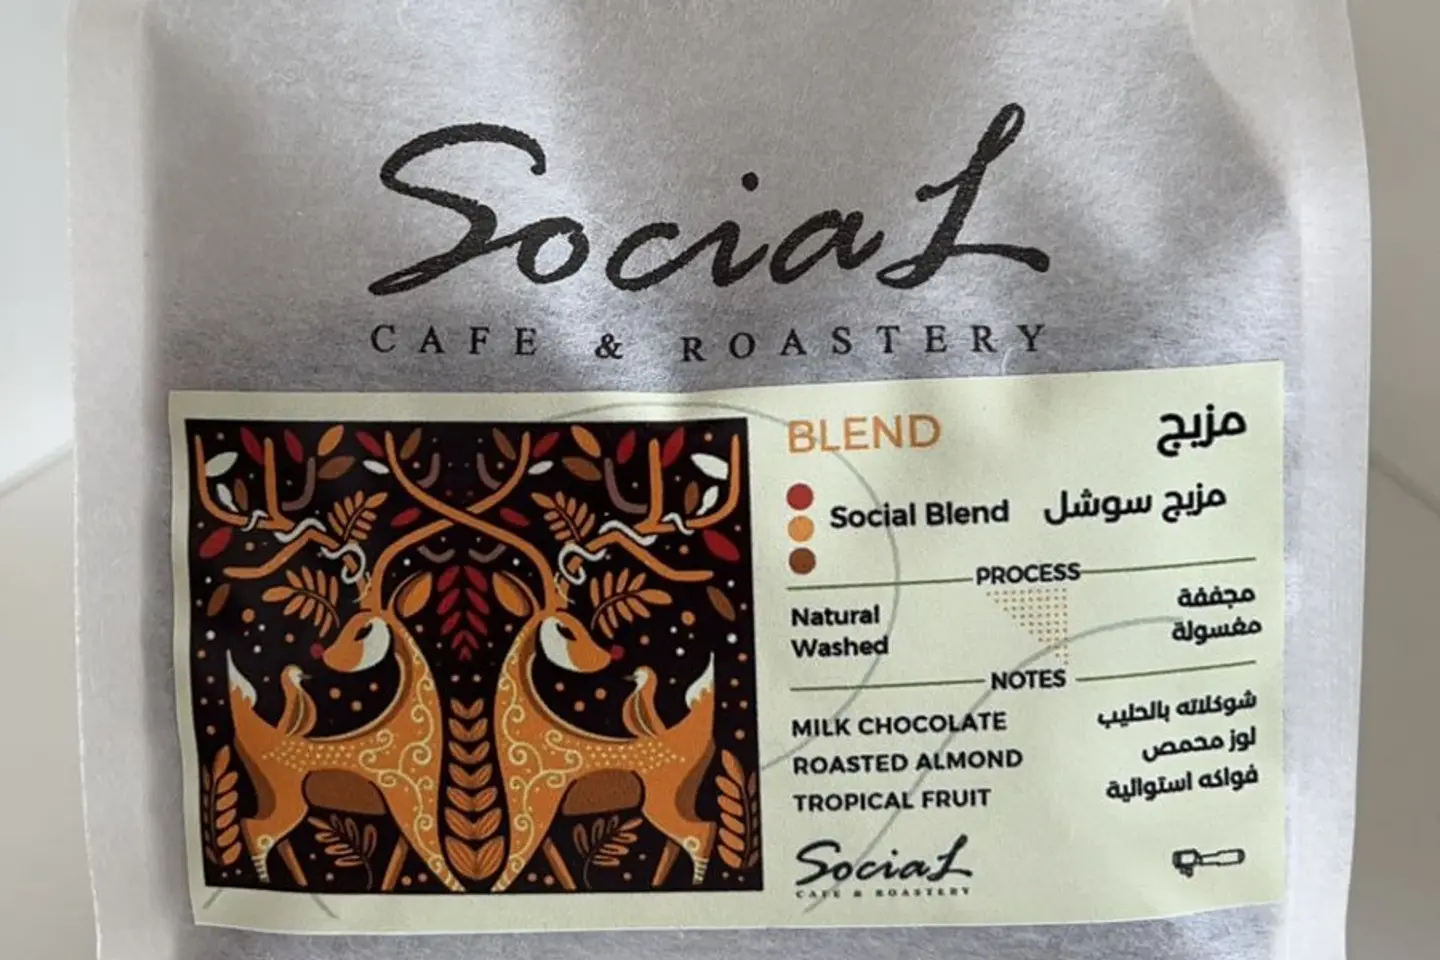 Social
CAFE & ROASTERY
BLEND
مزيج
Social Blend
مزيج سوشل
PROCESS
Natural
مجففة
Washed
مغسولة
NOTES
MILK CHOCOLATE
شوكلاته بالحليب
ROASTED ALMOND
لوز محمص
TROPICAL FRUIT
فواكه استوالية
Social
CAFE & ROASTERY